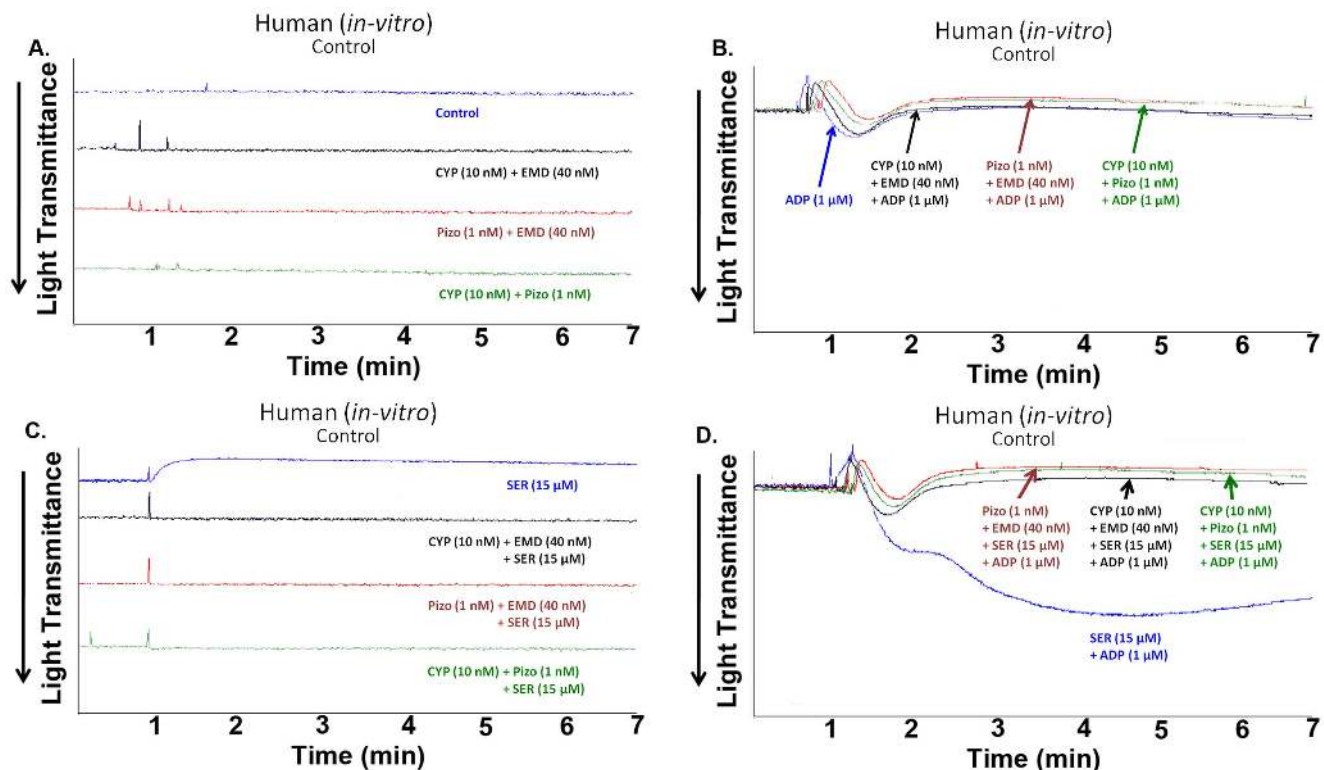 Human (in-vitro)
Control
A.
Light Transmittance
Control
CYP (10 nM) + EMD (40 nM)
Pizo (1 nM) + EMD (40 nM)
CYP (10 nM) + Pizo (1 nM)
1 2 3 4 5 6 7
Time (min)
Human (in-vitro)
Control
B.
Light Transmittance
ADP (1 µM)
CYP (10 nM)
+ EMD (40 nM)
+ ADP (1 µM)
Pizo (1 nM)
+ EMD (40 nM)
+ ADP (1 µM)
CYP (10 nM)
+ Pizo (1 nM)
+ ADP (1 µM)
1 2 3 4 5 6 7
Time (min)
Human (in-vitro)
Control
C.
Light Transmittance
SER (15 µM)
CYP (10 nM) + EMD (40 nM)
+ SER (15 µM)
Pizo (1 nM) + EMD (40 nM)
+ SER (15 µM)
CYP (10 nM) + Pizo (1 nM)
+ SER (15 µM)
1 2 3 4 5 6 7
Time (min)
Human (in-vitro)
Control
D.
Light Transmittance
Pizo (1 nM)
+ EMD (40 nM)
+ SER (15 µM)
+ ADP (1 µM)
CYP (10 nM)
+ EMD (40 nM)
+ SER (15 µM)
+ ADP (1 µM)
CYP (10 nM)
+ Pizo (1 nM)
+ SER (15 µM)
+ ADP (1 µM)
SER (15 µM)
+ ADP (1 µM)
1 2 3 4 5 6 7
Time (min)